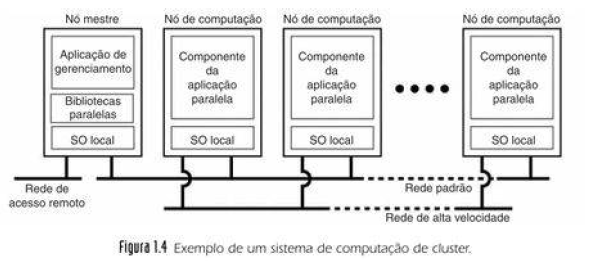 Nó mestre
Nó de computação
Nó de computação
Nó de computação
Aplicação de
gerenciamento
Bibliotecas
paralelas
SO local
Componente
da
aplicação
paralela
SO local
Componente
da
aplicação
paralela
SO local
Componente
da
aplicação
paralela
SO local
Rede de
acesso remoto
Rede padrão
Rede de alta velocidade
Figura 1.4 Exemplo de um sistema de computação de cluster.